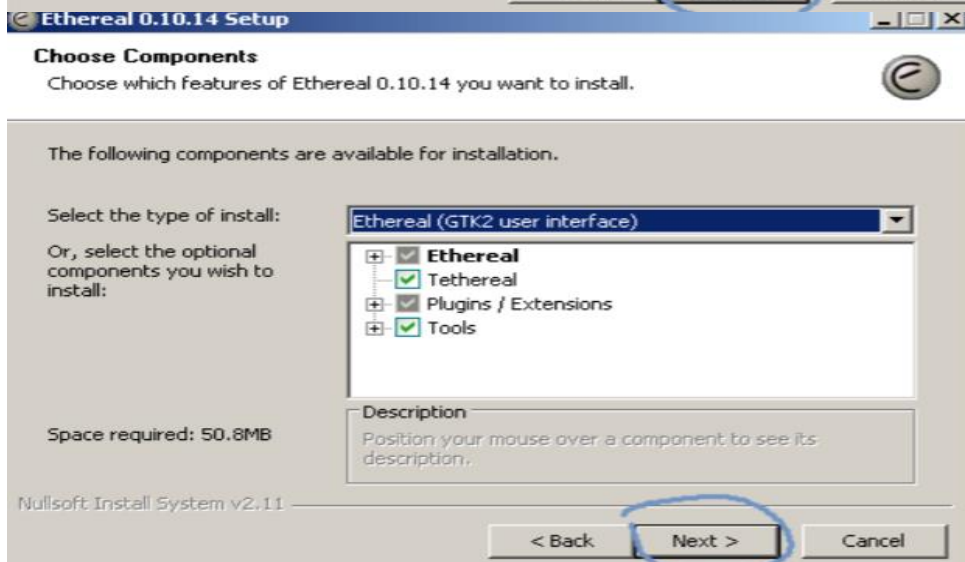 Ethereal 0.10.14 Setup
Choose Components
Choose which features of Ethereal 0.10.14 you want to install.
The following components are available for installation.
Select the type of install:
Ethereal (GTK2 user interface)
Or, select the optional
components you wish to
install:
Ethereal
Tethereal
Plugins / Extensions
Tools
Space required: 50.8MB
Description
Position your mouse over a component to see its
description.
Nullsoft Install System v2.11
< Back
Next >
Cancel